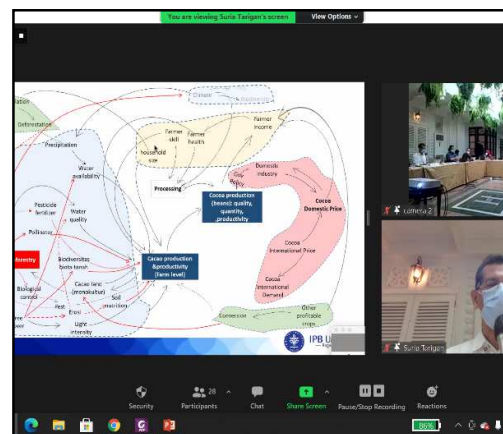 You are viewing Suria Tarigan's screen
View Options
Deforestation
Precipitation
Water
availability
Pesticide
fertilizer
Water
quality
Pollinator
Biodiversitas
biota tanah
Biological
control
Cacao land
(monokultur)
Pest
Erosi
Soil
nutrition
Light
intensity
Climate
Farmer
skill
Farmer
health
household
size
Farmer
income
Processing
Cocoa production
(beans): quality,
quantity,
,productivity
Cacao production
&productivity
(Farm level)
Domestic
industry
Cocoa
Domestic Price
Cocoa
International Price
Cocoa
International
Demand
Conversion
Other
profitable
crops
IPB U
camera 2
Suria Tarigan
Security
Participants
28
Chat
Share Screen
Pause/Stop Recording
Reactions
86%